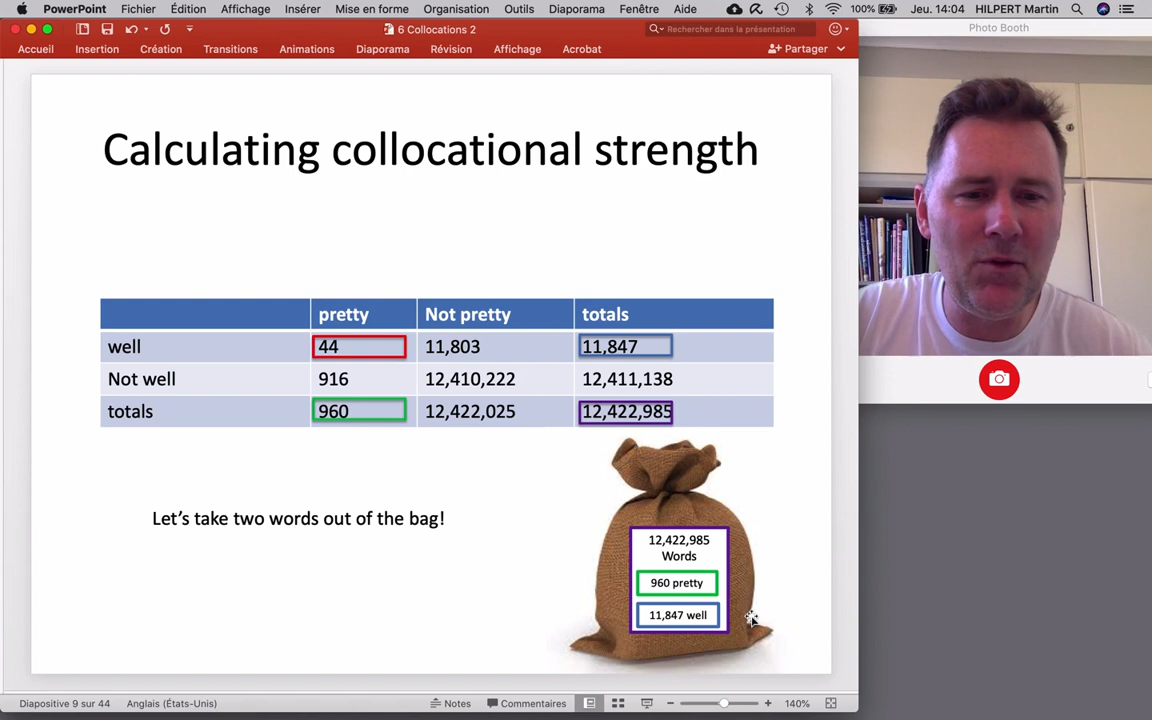 PowerPoint Fichier Édition Affichage Insérer Mise en forme Organisation Outils Diaporama Fenêtre Aide 100% Jeu. 14:04 HILPERT Martin
6 Collocations 2
Rechercher dans la présentation
Photo Booth
Accueil Insertion Création Transitions Animations Diaporama Révision Affichage Acrobat Partager
Calculating collocational strength
pretty Not pretty totals
well 44 11,803 11,847
Not well 916 12,410,222 12,411,138
totals 960 12,422,025 12,422,985
Let's take two words out of the bag!
12,422,985
Words
960 pretty
11,847 well
Diapositive 9 sur 44 Anglais (États-Unis) Notes Commentaires 140%